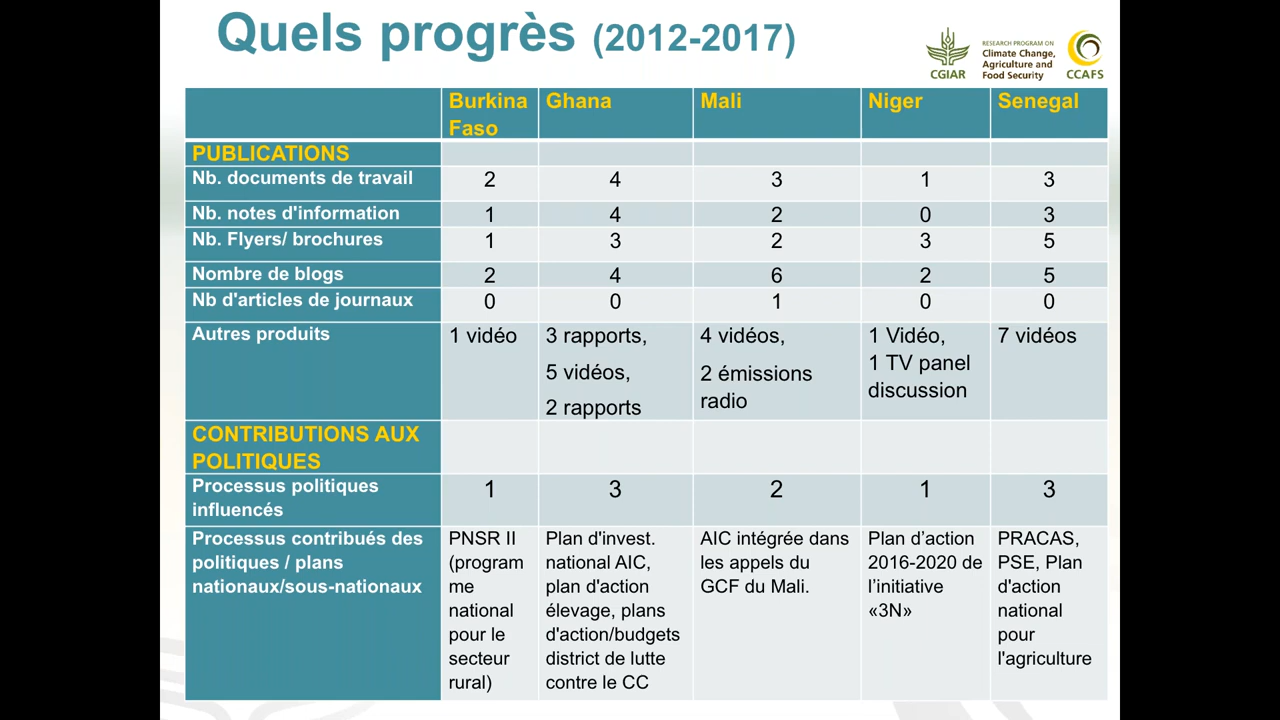 Quels progrès (2012-2017)
CGIAR
RESEARCH PROGRAM ON
Climate Change,
Agriculture and
Food Security
CCAFS
Burkina Faso
Ghana
Mali
Niger
Senegal
PUBLICATIONS
Nb. documents de travail 2 4 3 1 3
Nb. notes d'information 1 4 2 0 3
Nb. Flyers/ brochures 1 3 2 3 5
Nombre de blogs 2 4 6 2 5
Nb d'articles de journaux 0 0 1 0 0
Autres produits
1 vidéo
3 rapports,
5 vidéos,
2 rapports
4 vidéos,
2 émissions
radio
1 Vidéo,
1 TV panel
discussion
7 vidéos
CONTRIBUTIONS AUX
POLITIQUES
Processus politiques
influencés
1 3 2 1 3
Processus contribués des
politiques / plans
nationaux/sous-nationaux
PNSR II
(program
me
national
pour le
secteur
rural)
Plan d'invest.
national AIC,
plan d'action
élevage, plans
d'action/budgets
district de lutte
contre le CC
AIC intégrée dans
les appels du
GCF du Mali.
Plan d’action
2016-2020 de
l’initiative
«3N»
PRACAS,
PSE, Plan
d'action
national
pour
l'agriculture